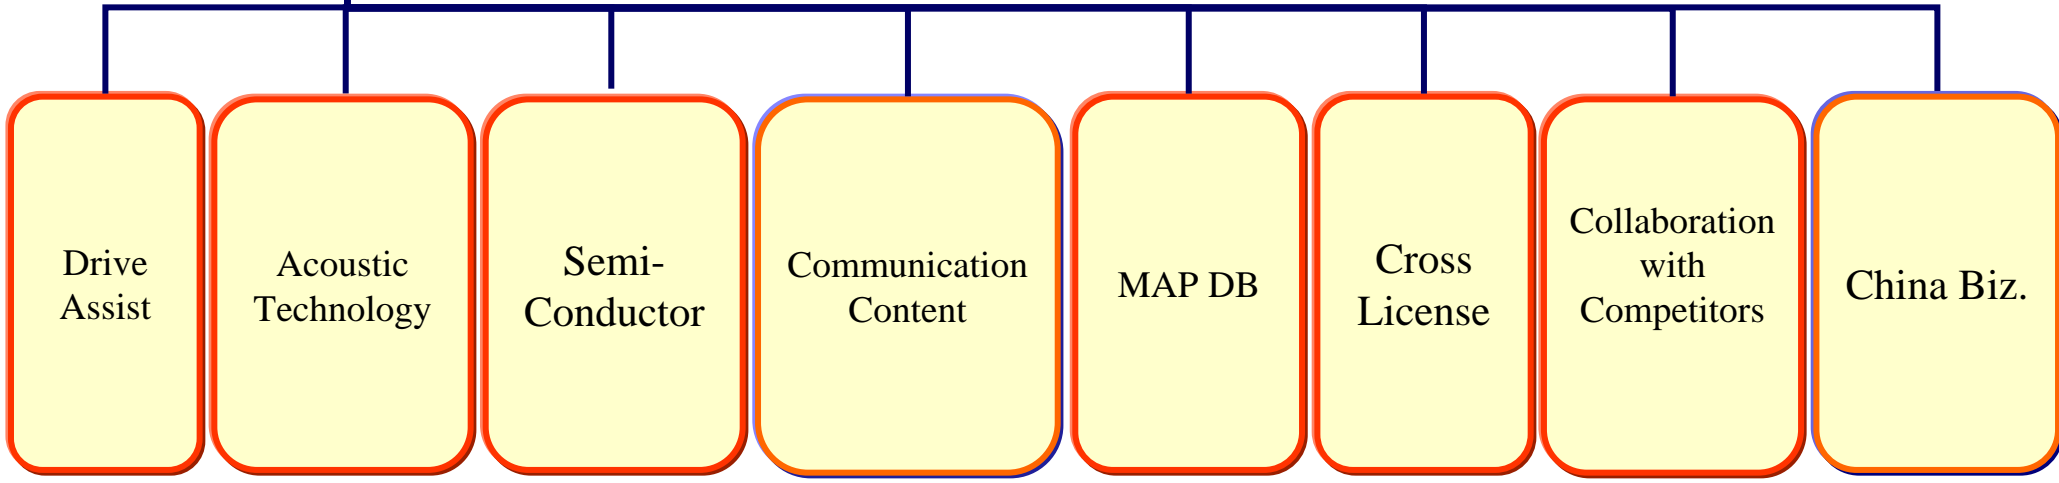 Drive
Assist
Acoustic
Technology
Semi-
Conductor
Communication
Content
MAP DB
Cross
License
Collaboration
with
Competitors
China Biz.